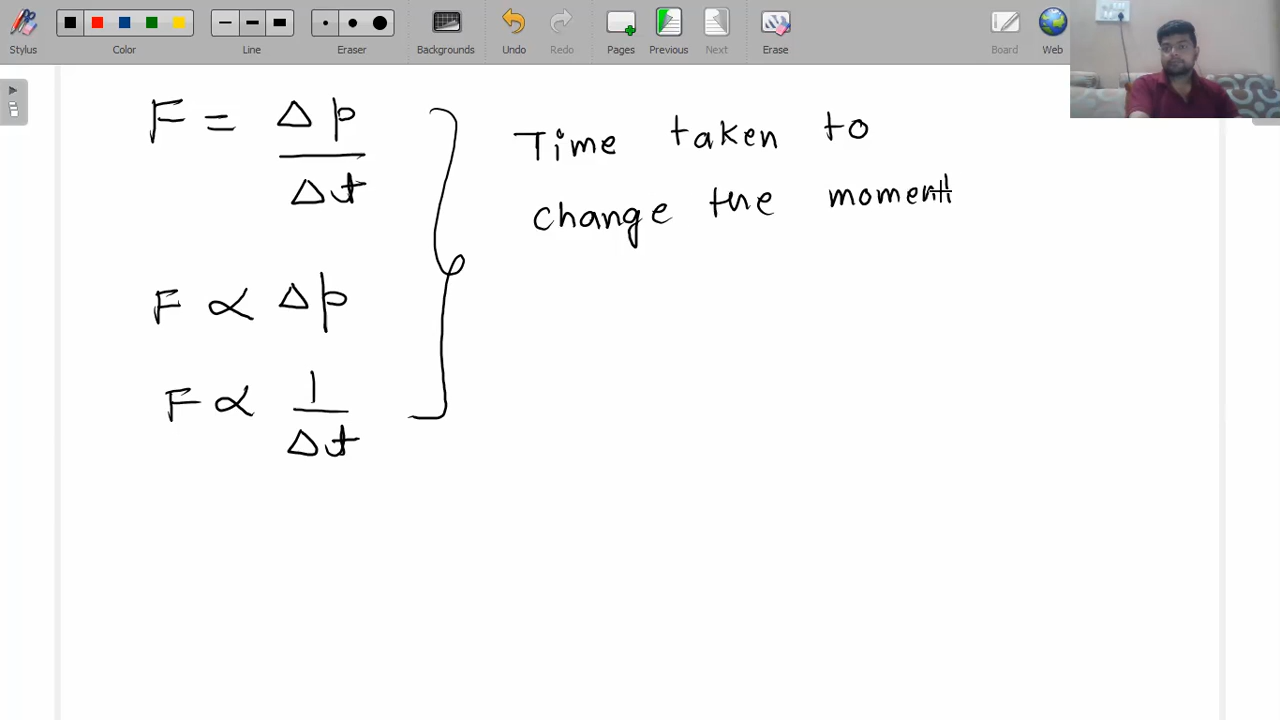 Stylus
Color
Line
Eraser
Backgrounds
Undo
Redo
Pages
Previous
Next
Erase
Board
Web
F = Δp
Δt
F ∝ Δp
F ∝ 1
Δt
Time taken to
change the moment